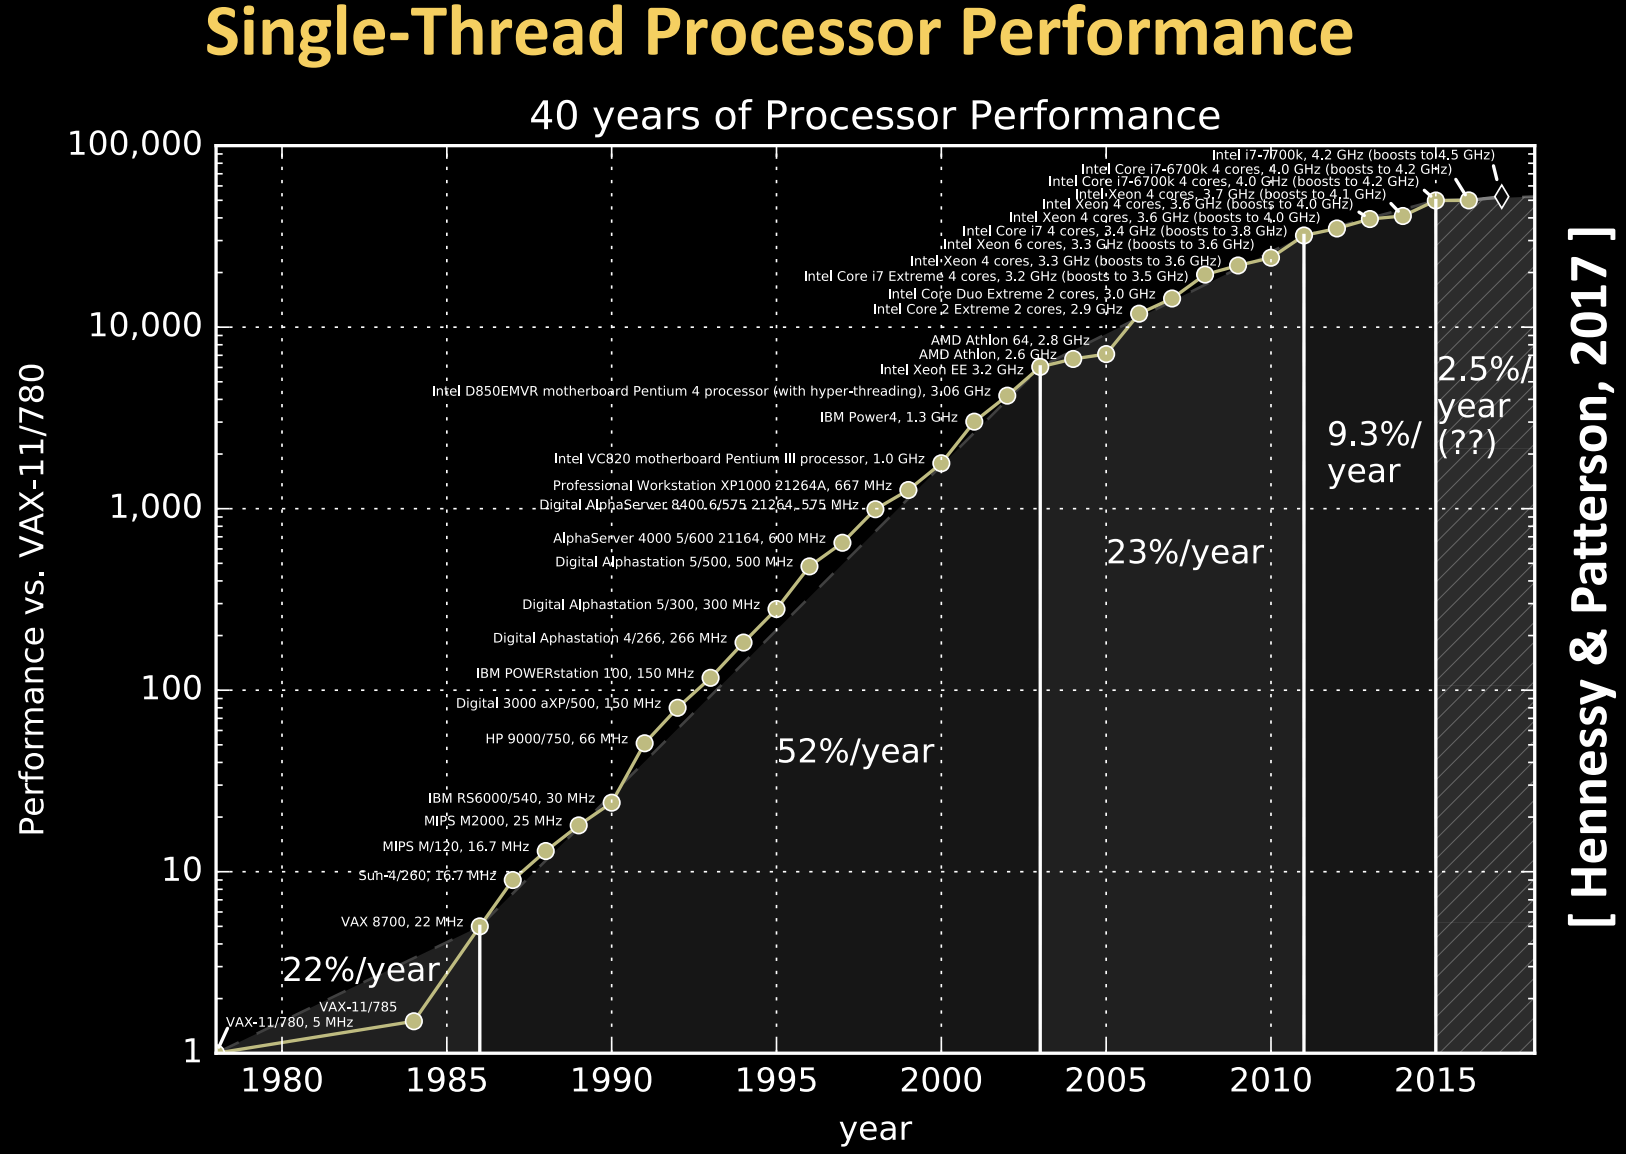 Single-Thread Processor Performance
40 years of Processor Performance
100,000
10,000
1,000
100
10
1
Performance vs. VAX-11/780
Intel i7-7700k, 4.2 GHz (boosts to 4.5 GHz)
Intel Core i7-6700k 4 cores, 4.0 GHz (boosts to 4.2 GHz)
Intel Core i7-6700k 4 cores, 4.0 GHz (boosts to 4.2 GHz)
Intel Xeon 4 cores, 3.7 GHz (boosts to 4.1 GHz)
Intel Xeon 4 cores, 3.6 GHz (boosts to 4.0 GHz)
Intel Xeon 4 cores, 3.6 GHz (boosts to 4.0 GHz)
Intel Core i7 4 cores, 3.4 GHz (boosts to 3.8 GHz)
Intel Xeon 6 cores, 3.3 GHz (boosts to 3.6 GHz)
Intel Xeon 4 cores, 3.3 GHz (boosts to 3.6 GHz)
Intel Core i7 Extreme 4 cores, 3.2 GHz (boosts to 3.5 GHz)
Intel Core Duo Extreme 2 cores, 3.0 GHz
Intel Core 2 Extreme 2 cores, 2.9 GHz
AMD Athlon 64, 2.8 GHz
AMD Athlon, 2.6 GHz
Intel Xeon EE 3.2 GHz
Intel D850EMVR motherboard Pentium 4 processor (with hyper-threading), 3.06 GHz
IBM Power4, 1.3 GHz
Intel VC820 motherboard Pentium III processor, 1.0 GHz
Professional Workstation XP1000 21264A, 667 MHz
Digital AlphaServer 8400 6/575 21264, 575 MHz
AlphaServer 4000 5/600 21164, 600 MHz
Digital Alphastation 5/500, 500 MHz
Digital Alphastation 5/300, 300 MHz
Digital Aphastation 4/266, 266 MHz
IBM POWERstation 100, 150 MHz
Digital 3000 aXP/500, 150 MHz
HP 9000/750, 66 MHz
IBM RS6000/540, 30 MHz
MIPS M2000, 25 MHz
MIPS M/120, 16.7 MHz
Sun-4/260, 16.7 MHz
VAX 8700, 22 MHz
VAX-11/785
VAX-11/780, 5 MHz
22%/year
52%/year
23%/year
9.3%/
year
2.5%/
year
(??)
1980
1985
1990
1995
2000
2005
2010
2015
year
[ Hennessy & Patterson, 2017 ]